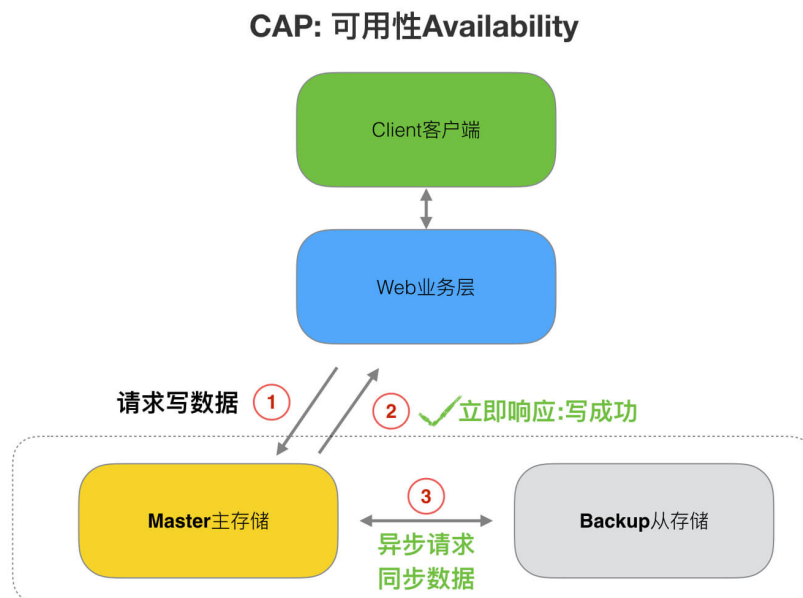 CAP: 可用性Availability
Client客户端
Web业务层
请求写数据 1
2 立即响应:写成功
Master主存储
3
Backup从存储
异步请求
同步数据